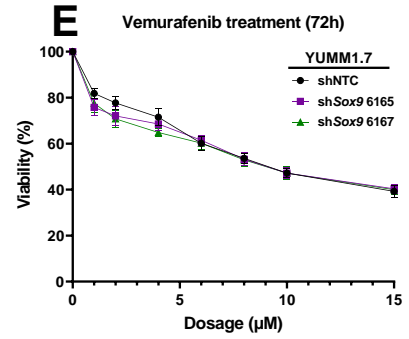 E
Vemurafenib treatment (72h)
YUMM1.7
shNTC
shSox9 6165
shSox9 6167
Viability (%)
100
80
60
40
20
0
0
5
10
15
Dosage (µM)